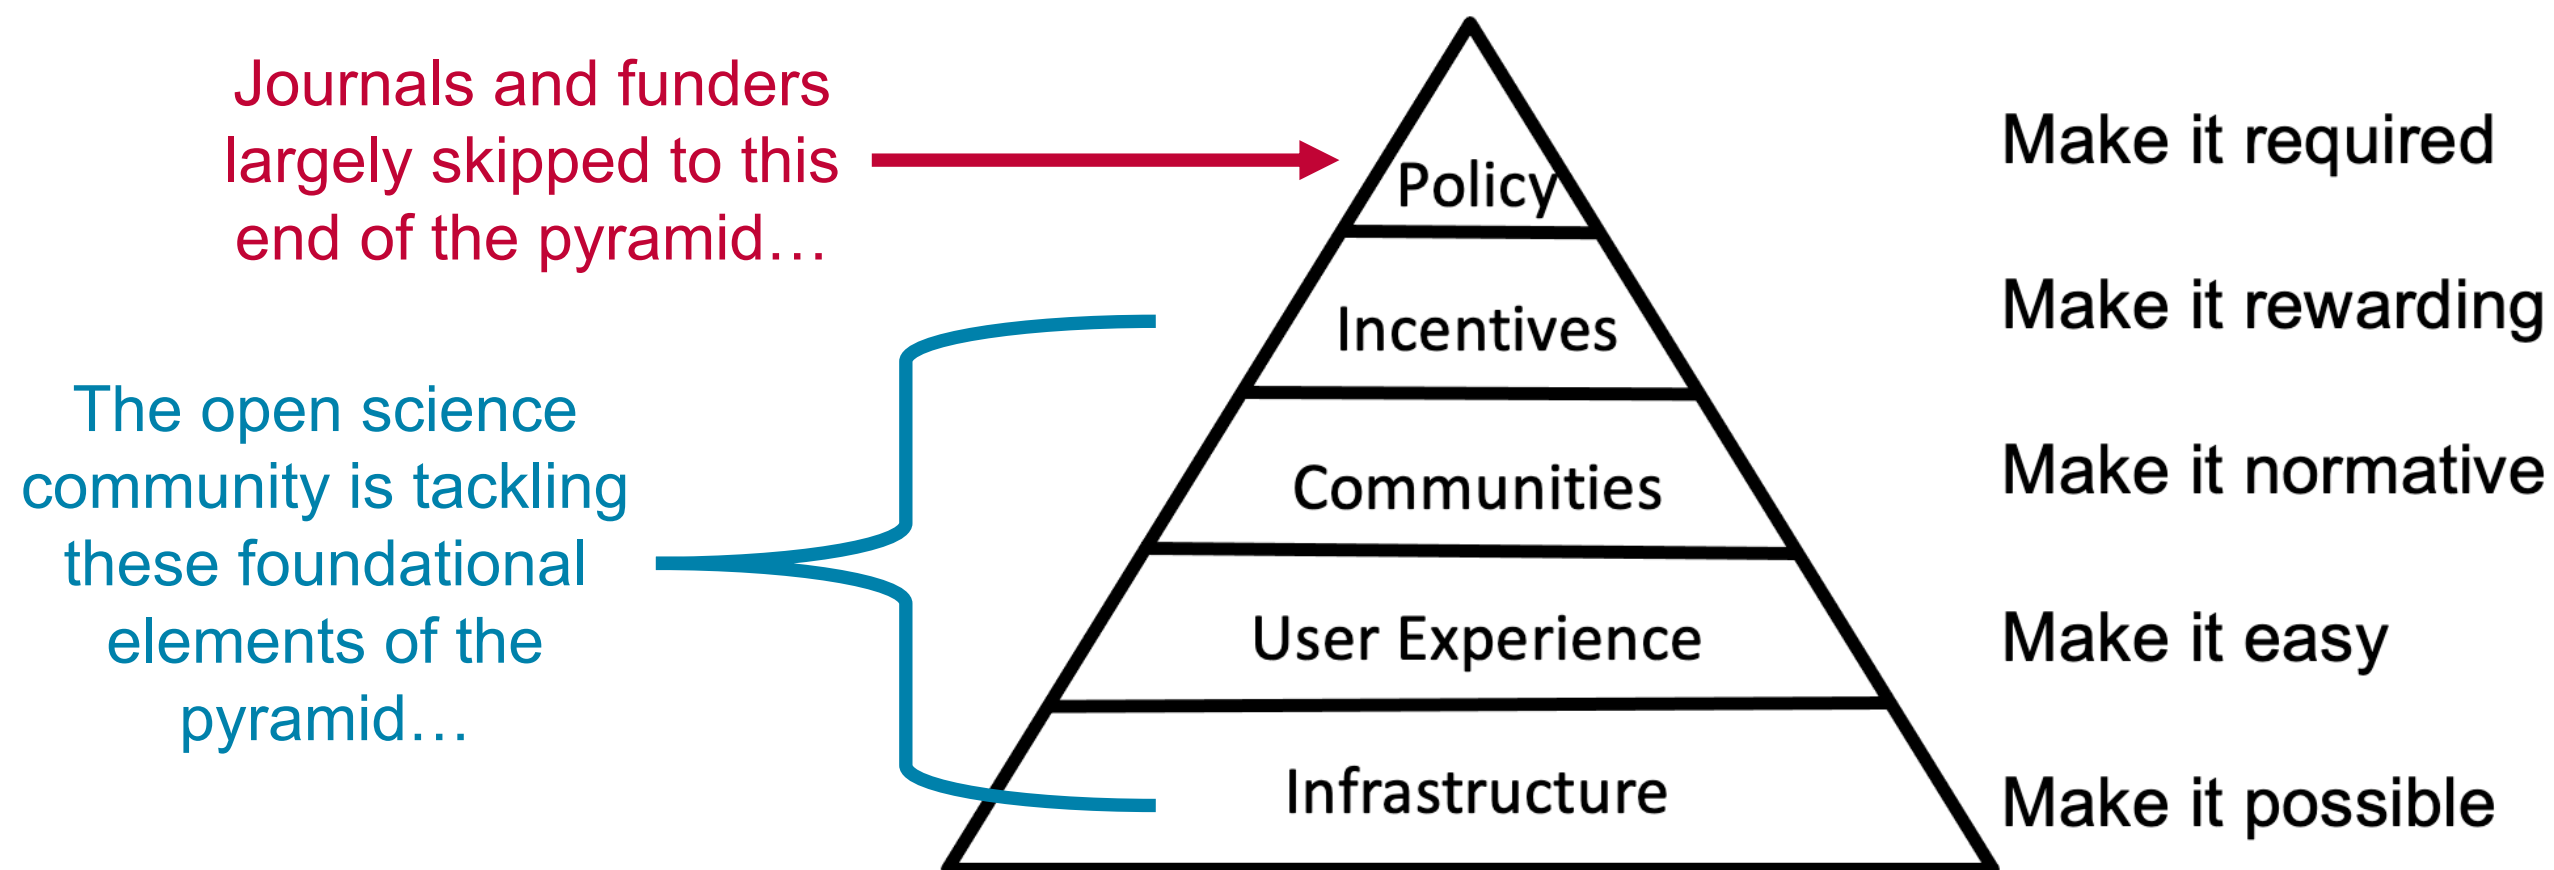 Journals and funders
largely skipped to this
end of the pyramid…
The open science
community is tackling
these foundational
elements of the
pyramid…
Policy
Incentives
Communities
User Experience
Infrastructure
Make it required
Make it rewarding
Make it normative
Make it easy
Make it possible